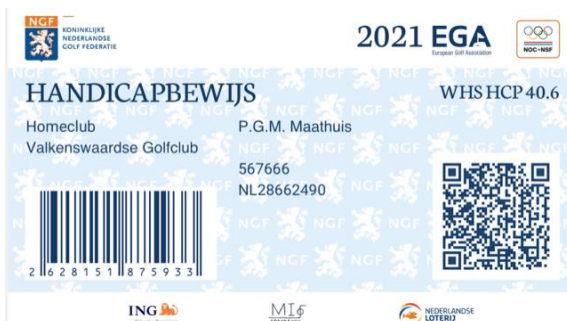 NGF
KONINKLIJKE
NEDERLANDSE
GOLF FEDERATIE
2021 EGA
European Golf Association
NOC*NSF
HANDICAPBEWIJS
WHS HCP 40.6
Homeclub
Valkenswaardse Golfclub
P.G.M. Maathuis
567666
NL28662490
2 628151 875933
ING
NEDERLANDSE
LOTERIJ